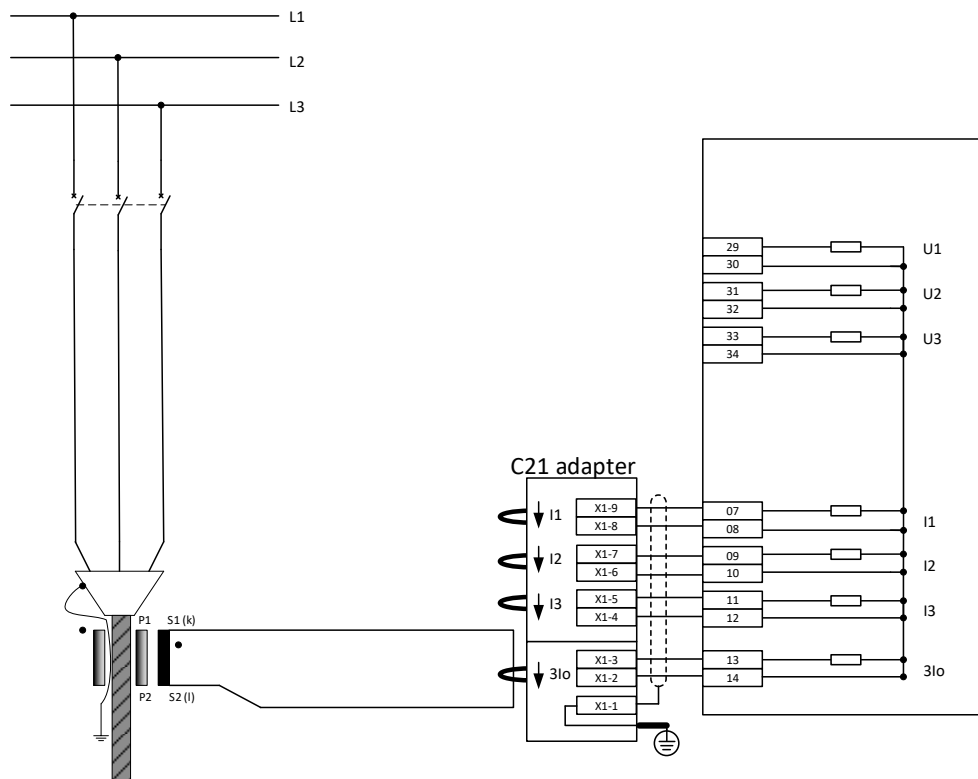 L1
L2
L3
29
U1
30
31
U2
32
33
U3
34
C21 adapter
I1
X1-9
07
I1
X1-8
08
I2
X1-7
09
I2
X1-6
10
I3
X1-5
11
I3
X1-4
12
P1
S1 (k)
3Io
X1-3
13
3Io
X1-2
14
P2
S2 (l)
X1-1